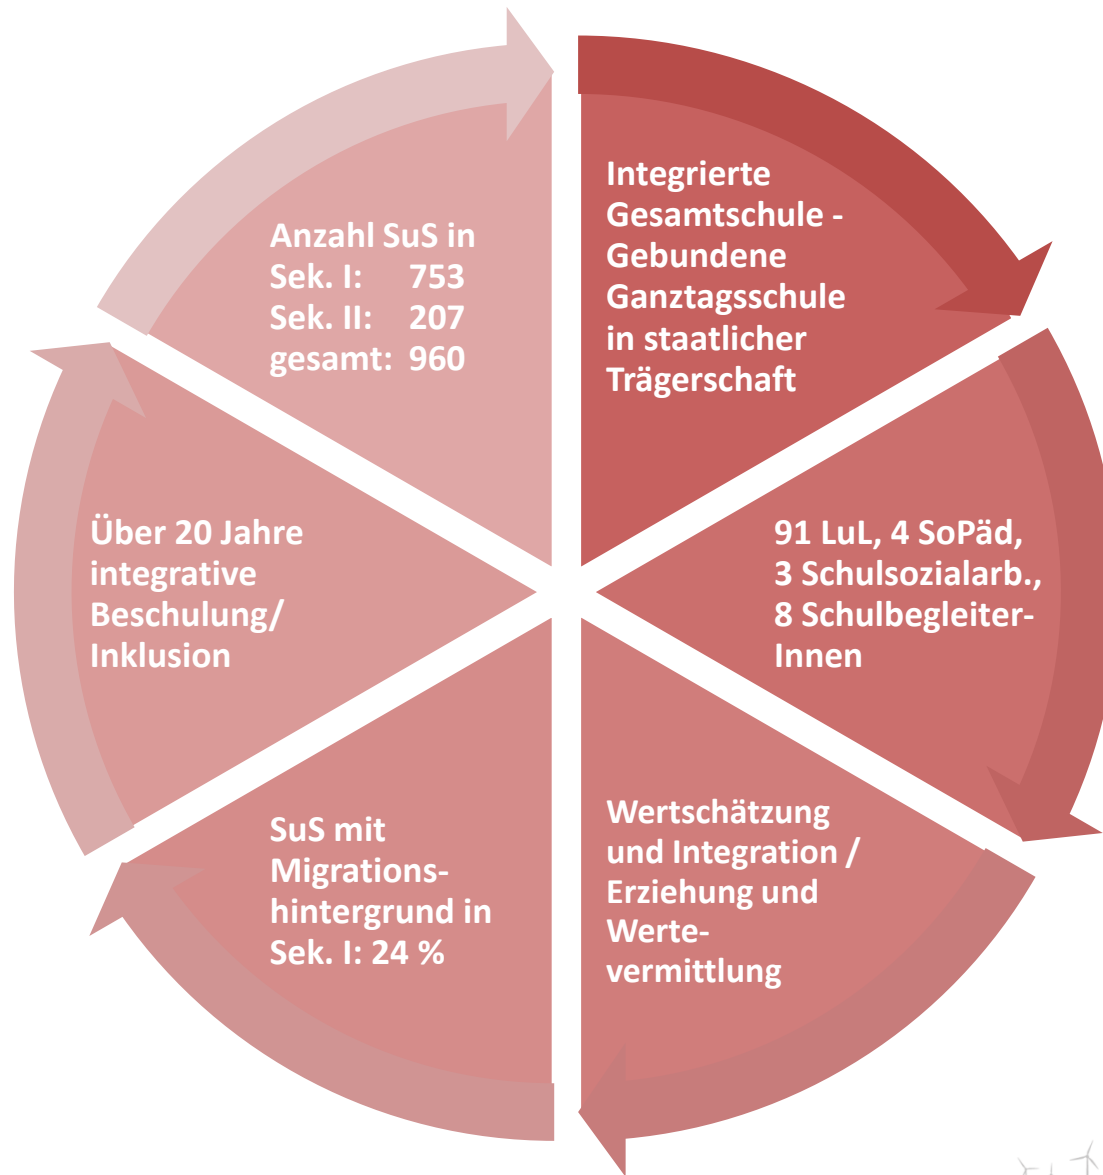 Integrierte
Gesamtschule -
Gebundene
Ganztagsschule
in staatlicher
Trägerschaft
91 LuL, 4 SoPäd,
3 Schulsozialarb.,
8 Schulbegleiter-
Innen
Wertschätzung
und Integration /
Erziehung und
Werte-
vermittlung
SuS mit
Migrations-
hintergrund in
Sek. I: 24 %
Über 20 Jahre
integrative
Beschulung/
Inklusion
Anzahl SuS in
Sek. I: 753
Sek. II: 207
gesamt: 960